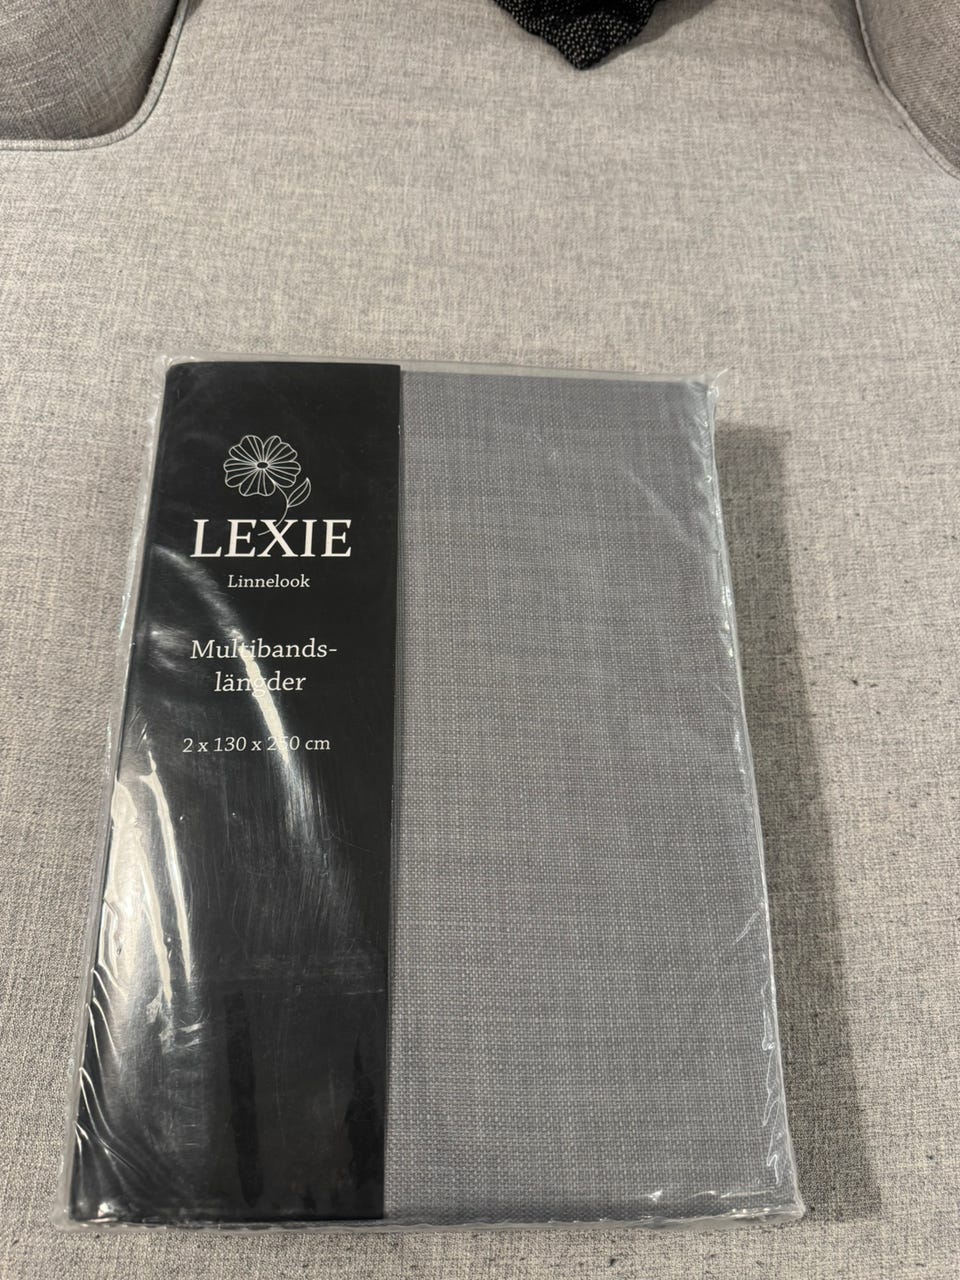 LEXIE
Linnelook
Multibands-
längder
2 x 130 x 250 cm